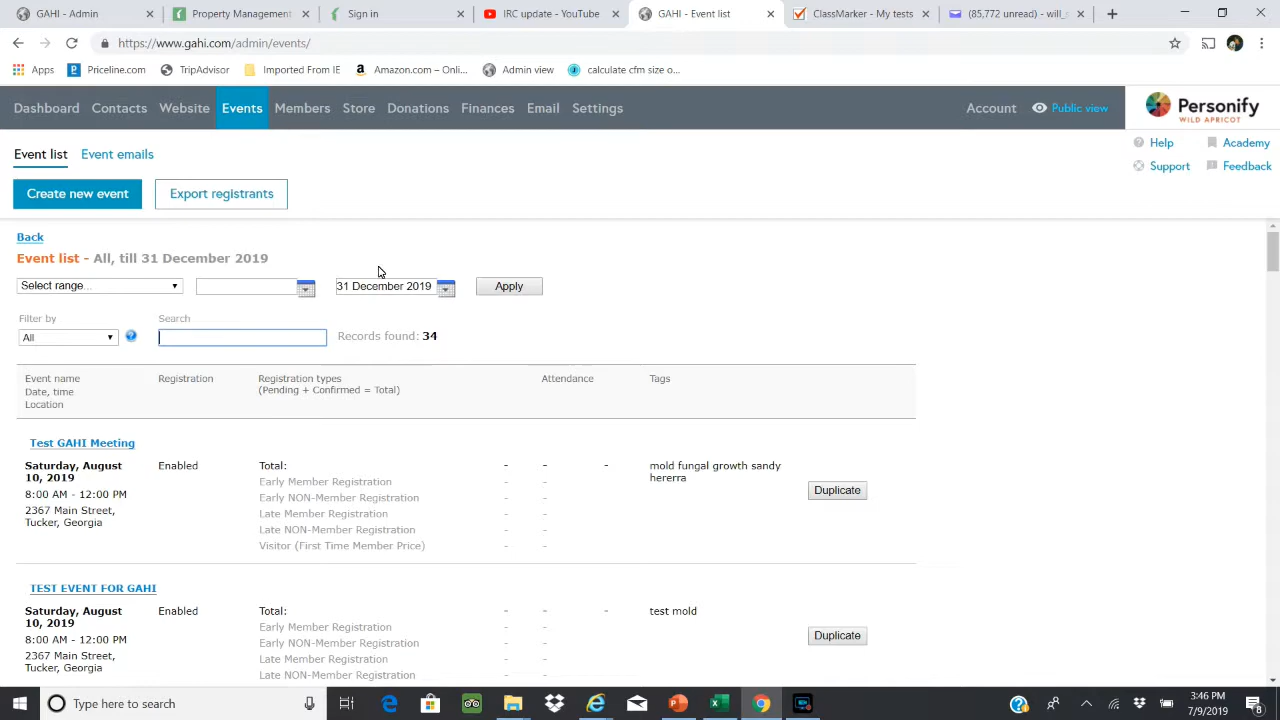 GAHI - Admin view
Property Management
Sign in
IRC update - YouTube
GAHI - Event list
ClassMarker - My tests
(85,772 unread) - will_
https://www.gahi.com/admin/events/
Apps
Priceline.com
TripAdvisor
Imported From IE
Amazon.com – Onli...
Admin view
calculate cfm size o...
Dashboard Contacts Website Events Members Store Donations Finances Email Settings
Account Public view
Personify
WILD APRICOT
Event list Event emails
Help Academy
Support Feedback
Create new event Export registrants
Back
Event list - All, till 31 December 2019
Select range... 31 December 2019 Apply
Filter by Search
All Records found: 34
Event name Registration Registration types Attendance Tags
Date, time (Pending + Confirmed = Total)
Location
Test GAHI Meeting
Saturday, August Enabled Total: - - - mold fungal growth sandy
10, 2019 hererra
Early Member Registration - -
Duplicate
8:00 AM - 12:00 PM Early NON-Member Registration - -
2367 Main Street, Late Member Registration - -
Tucker, Georgia Late NON-Member Registration - -
Visitor (First Time Member Price) - -
TEST EVENT FOR GAHI
Saturday, August Enabled Total: - - - test mold
10, 2019 Early Member Registration - -
Duplicate
8:00 AM - 12:00 PM Early NON-Member Registration - -
2367 Main Street, Late Member Registration - -
Tucker, Georgia Late NON-Member Registration - -
Type here to search
3:46 PM
7/9/2019
8